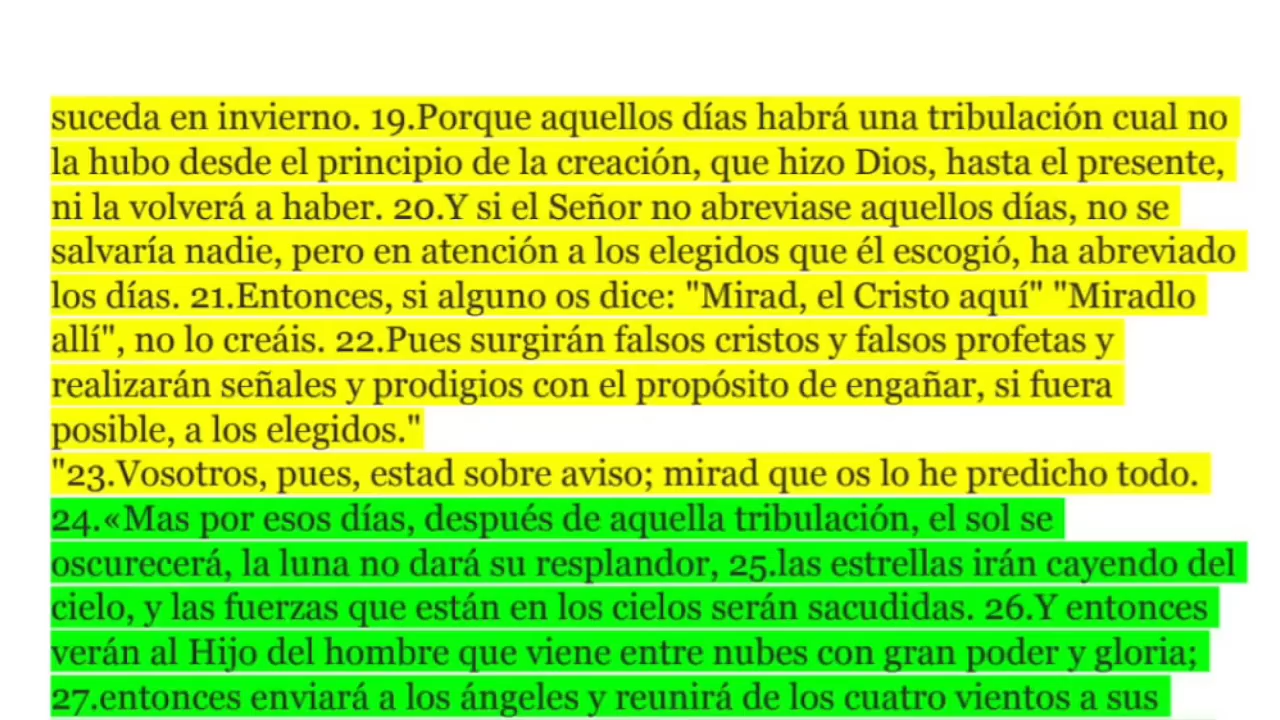 suceda en invierno. 19.Porque aquellos días habrá una tribulación cual no
la hubo desde el principio de la creación, que hizo Dios, hasta el presente,
ni la volverá a haber. 20.Y si el Señor no abreviase aquellos días, no se
salvaría nadie, pero en atención a los elegidos que él escogió, ha abreviado
los días. 21.Entonces, si alguno os dice: "Mirad, el Cristo aquí" "Miradlo
allí", no lo creáis. 22.Pues surgirán falsos cristos y falsos profetas y
realizarán señales y prodigios con el propósito de engañar, si fuera
posible, a los elegidos."
"23.Vosotros, pues, estad sobre aviso; mirad que os lo he predicho todo.
24.«Mas por esos días, después de aquella tribulación, el sol se
oscurecerá, la luna no dará su resplandor, 25.las estrellas irán cayendo del
cielo, y las fuerzas que están en los cielos serán sacudidas. 26.Y entonces
verán al Hijo del hombre que viene entre nubes con gran poder y gloria;
27.entonces enviará a los ángeles y reunirá de los cuatro vientos a sus